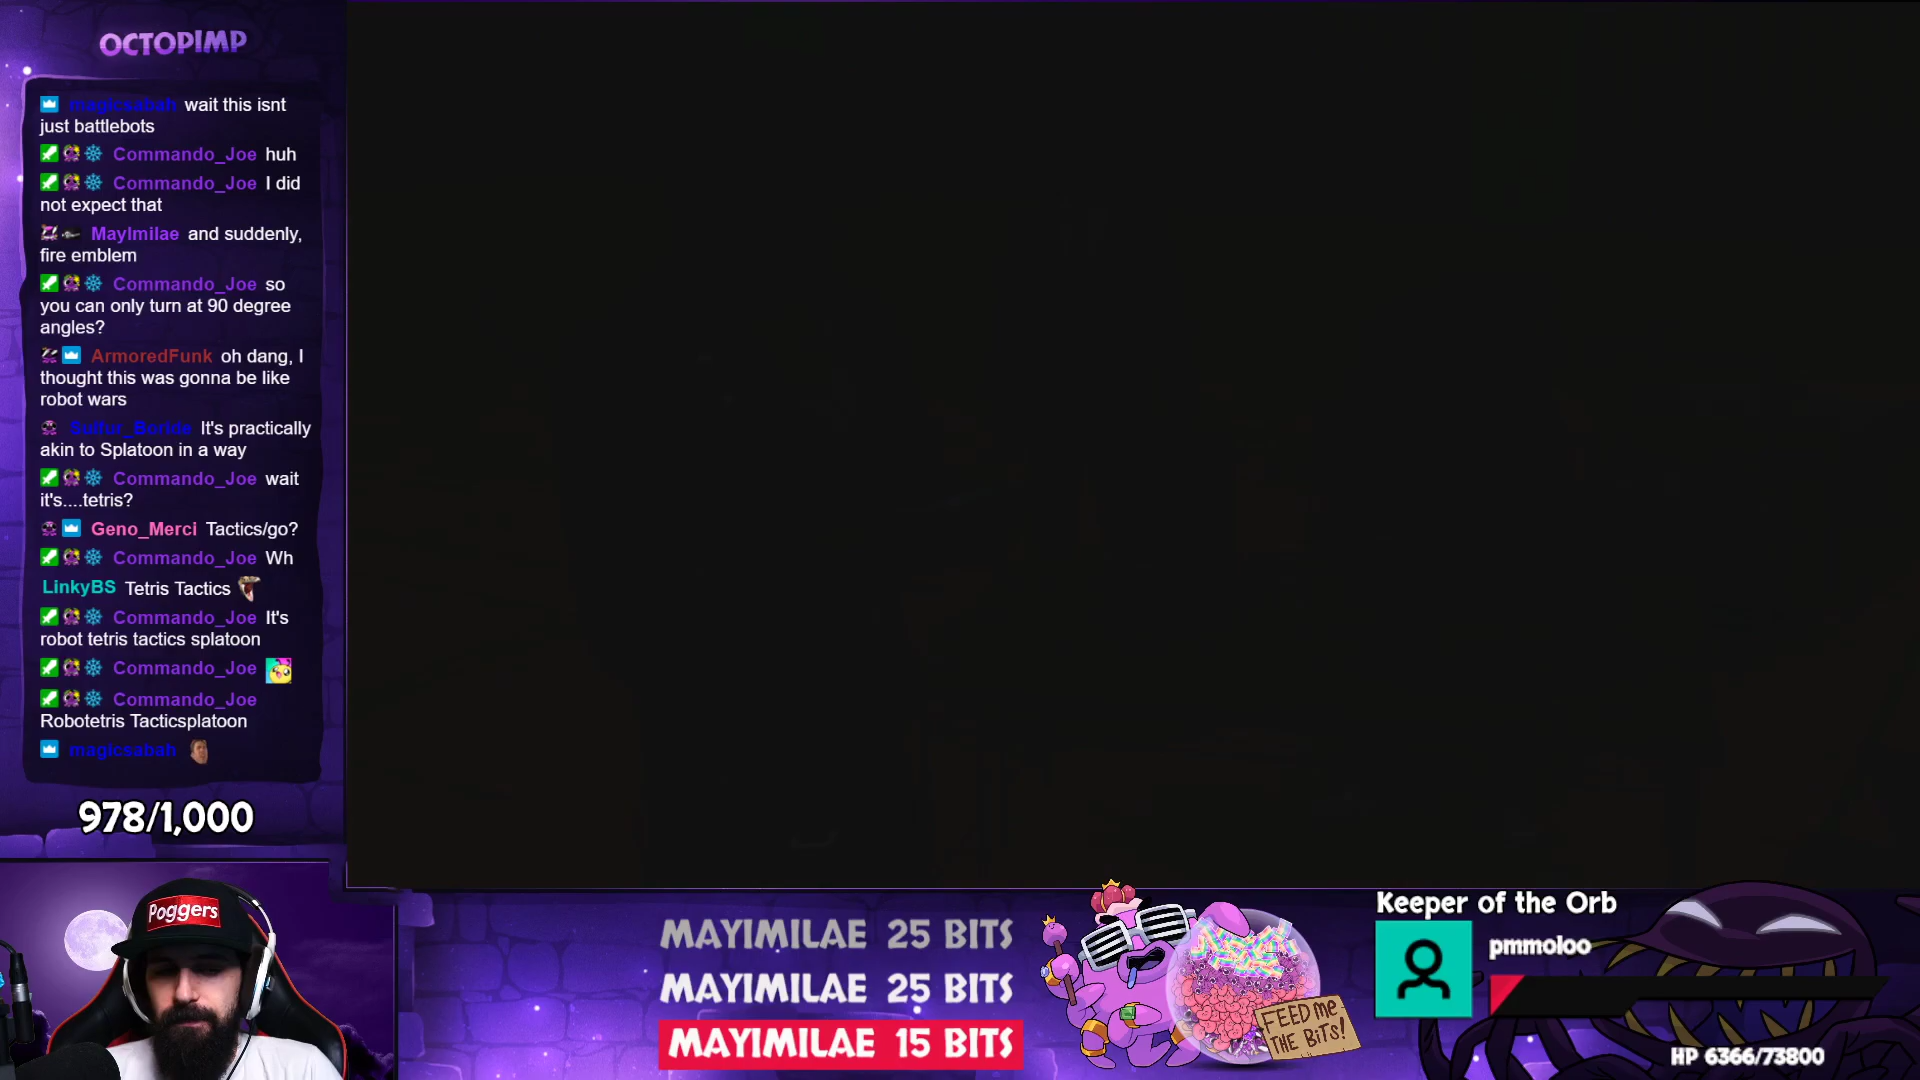 OCTOPIMP
magicsabah wait this isnt
just battlebots
Commando_Joe huh
Commando_Joe I did
not expect that
MayImilae and suddenly,
fire emblem
Commando_Joe so
you can only turn at 90 degree
angles?
ArmoredFunk oh dang, I
thought this was gonna be like
robot wars
Sulfur_Boride It's practically
akin to Splatoon in a way
Commando_Joe wait
it's....tetris?
Geno_Merci Tactics/go?
Commando_Joe Wh
LinkyBS Tetris Tactics
Commando_Joe It's
robot tetris tactics splatoon
Commando_Joe
Commando_Joe
Robotetris Tacticsplatoon
magicsabah
978/1,000
Poggers
MAYIMILAE 25 BITS
MAYIMILAE 25 BITS
MAYIMILAE 15 BITS
FEED ME
THE BITS!
Keeper of the Orb
pmmoloo
HP 6366/73800